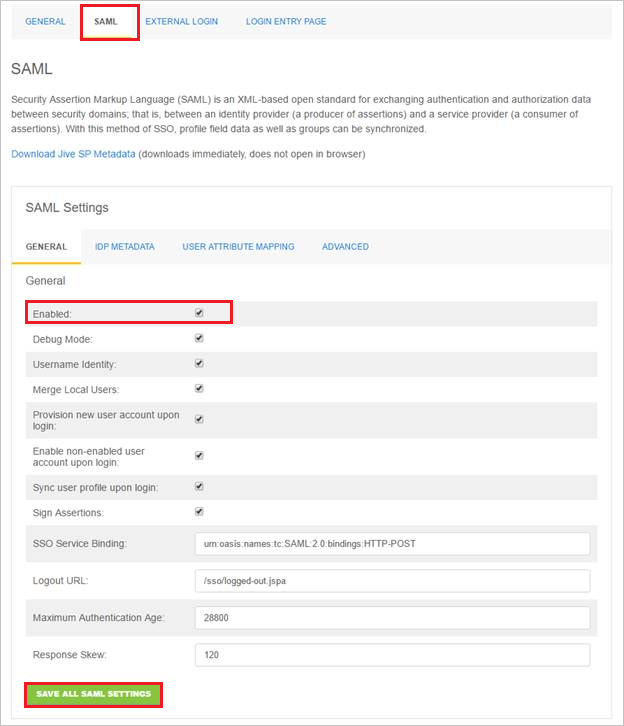 GENERAL SAML EXTERNAL LOGIN LOGIN ENTRY PAGE
SAML
Security Assertion Markup Language (SAML) is an XML-based open standard for exchanging authentication and authorization data
between security domains; that is, between an identity provider (a producer of assertions) and a service provider (a consumer of
assertions). With this method of SSO, profile field data as well as groups can be synchronized.
Download Jive SP Metadata (downloads immediately, does not open in browser)
SAML Settings
GENERAL IDP METADATA USER ATTRIBUTE MAPPING ADVANCED
General
Enabled:
Debug Mode:
Username Identity:
Merge Local Users:
Provision new user account upon
login:
Enable non-enabled user
account upon login:
Sync user profile upon login:
Sign Assertions:
SSO Service Binding: urn:oasis:names:tc:SAML:2.0:bindings:HTTP-POST
Logout URL: /sso/logged-out.jspa
Maximum Authentication Age: 28800
Response Skew: 120
SAVE ALL SAML SETTINGS